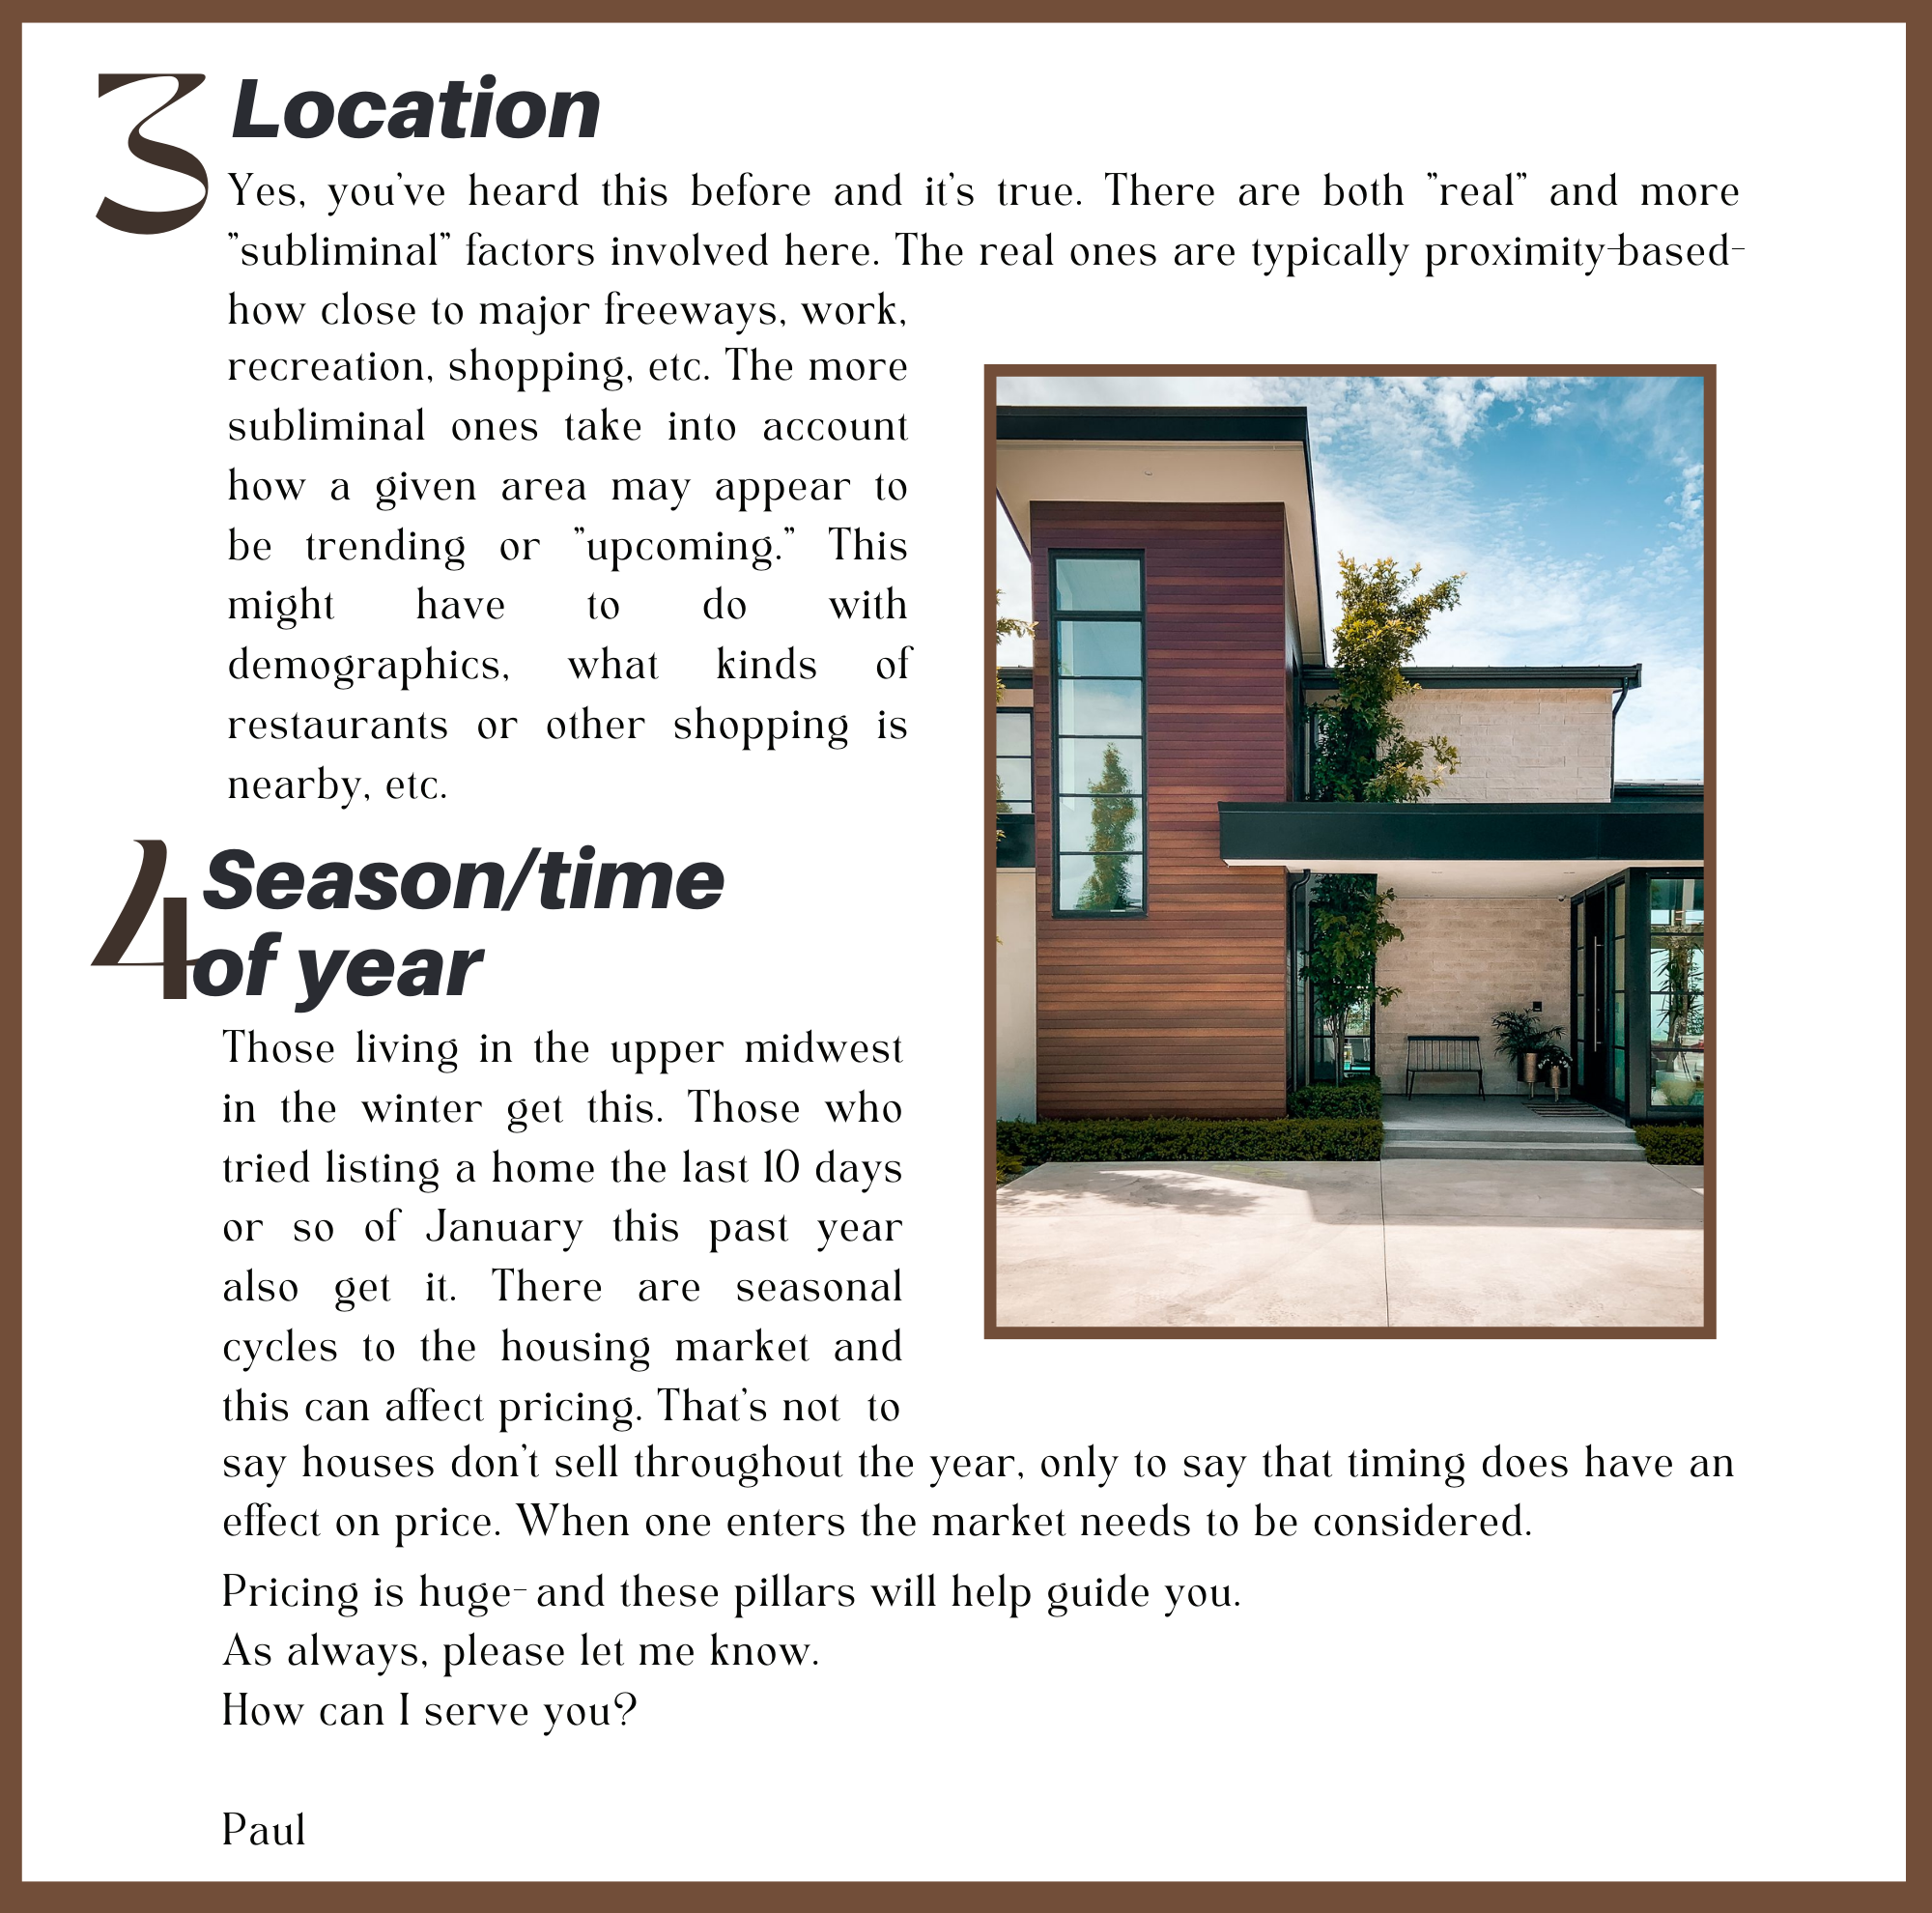 3 Location
Yes, you've heard this before and it's true. There are both "real" and more
"subliminal" factors involved here. The real ones are typically proximity-based-
how close to major freeways, work,
recreation, shopping, etc. The more
subliminal ones take into account
how a given area may appear to
be trending or "upcoming." This
might have to do with
demographics, what kinds of
restaurants or other shopping is
nearby, etc.
4 Season/time
of year
Those living in the upper midwest
in the winter get this. Those who
tried listing a home the last 10 days
or so of January this past year
also get it. There are seasonal
cycles to the housing market and
this can affect pricing. That's not to
say houses don't sell throughout the year, only to say that timing does have an
effect on price. When one enters the market needs to be considered.
Pricing is huge- and these pillars will help guide you.
As always, please let me know.
How can I serve you?
Paul